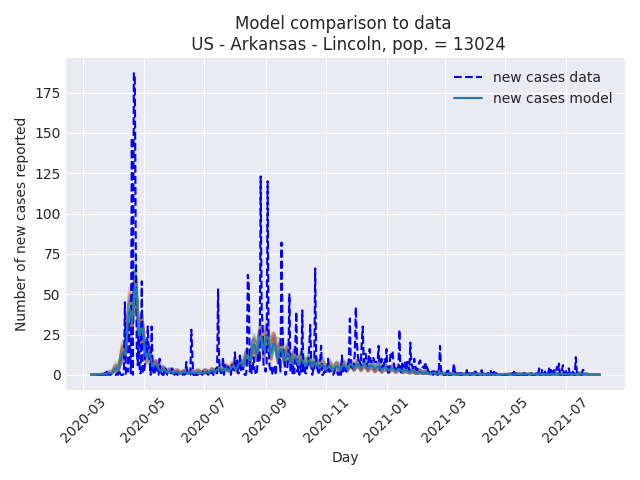 Model comparison to data
US - Arkansas - Lincoln, pop. = 13024
new cases data
new cases model
Number of new cases reported
175
150
125
100
75
50
25
0
2020-03
2020-05
2020-07
2020-09
2020-11
2021-01
2021-03
2021-05
2021-07
Day